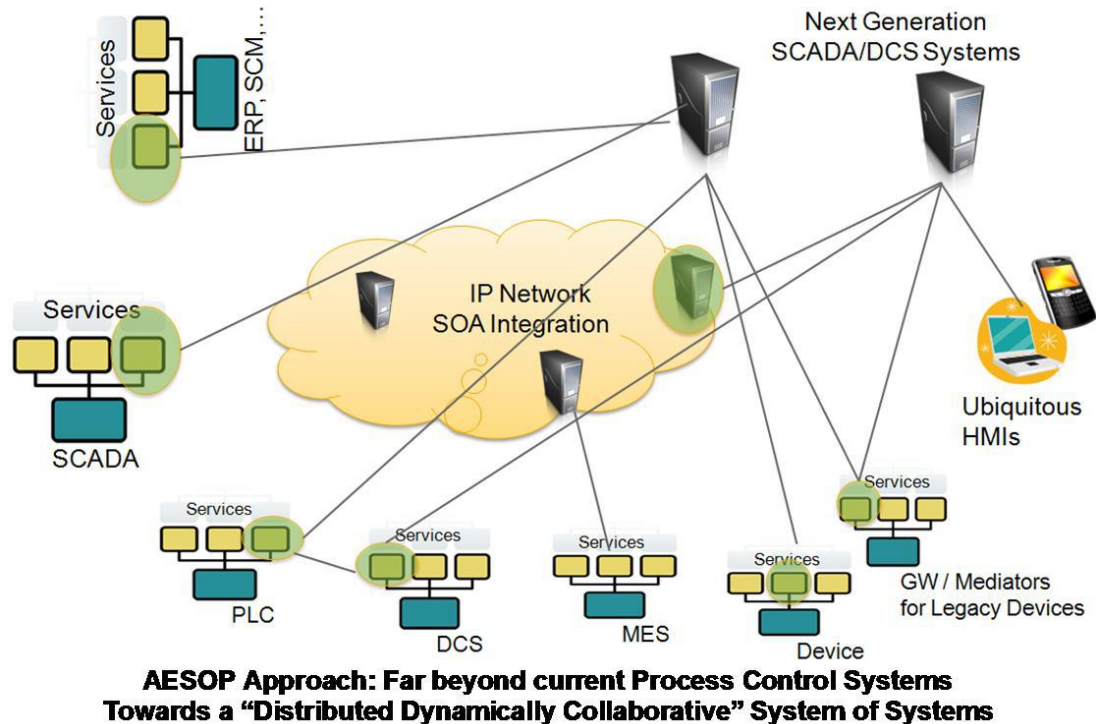 Services
ERP, SCM,...
Next Generation
SCADA/DCS Systems
IP Network
SOA Integration
Services
SCADA
Ubiquitous
HMIs
Services
PLC
Services
DCS
Services
MES
Services
Device
Services
GW / Mediators
for Legacy Devices
AESOP Approach: Far beyond current Process Control Systems
Towards a “Distributed Dynamically Collaborative” System of Systems